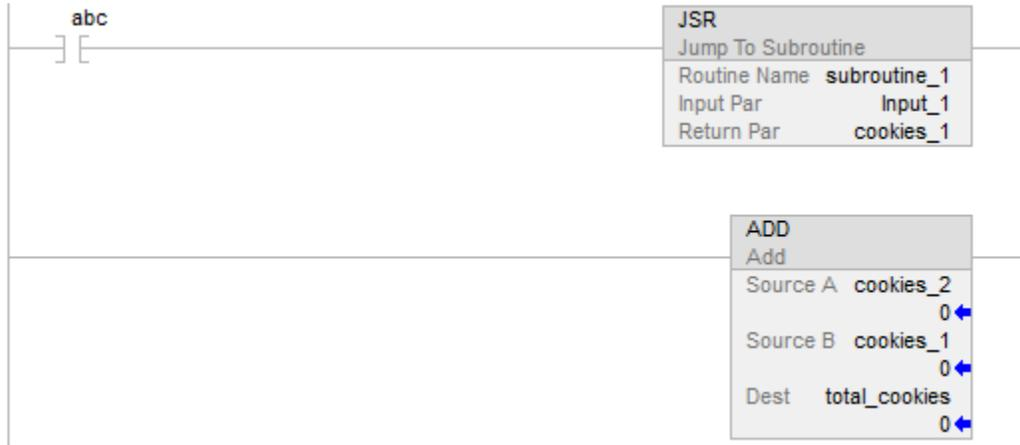 abc
JSR
Jump To Subroutine
Routine Name subroutine_1
Input Par Input_1
Return Par cookies_1
ADD
Add
Source A cookies_2
0
Source B cookies_1
0
Dest total_cookies
0